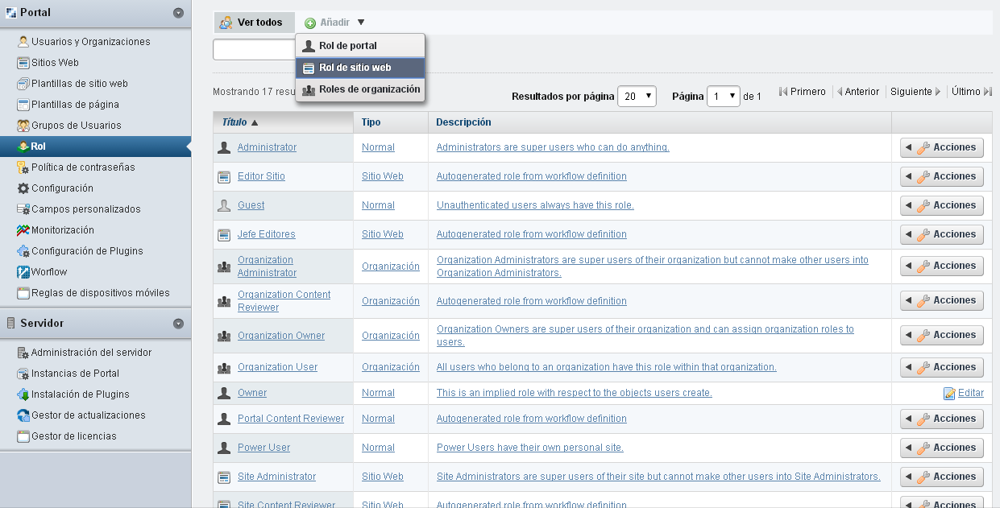 Portal
Usuarios y Organizaciones
Sitios Web
Plantillas de sitio web
Plantillas de página
Grupos de Usuarios
Rol
Política de contraseñas
Configuración
Campos personalizados
Monitorización
Configuración de Plugins
Worflow
Reglas de dispositivos móviles
Servidor
Administración del servidor
Instancias de Portal
Instalación de Plugins
Gestor de actualizaciones
Gestor de licencias
Ver todos Añadir
Rol de portal
Rol de sitio web
Roles de organización
Mostrando 17 resu
Resultados por página 20 Página 1 de 1 Primero Anterior Siguiente Último
Título Tipo Descripción
Administrator Normal Administrators are super users who can do anything. Acciones
Editor Sitio Sitio Web Autogenerated role from workflow definition Acciones
Guest Normal Unauthenticated users always have this role. Acciones
Jefe Editores Sitio Web Autogenerated role from workflow definition Acciones
Organization Administrator Organización Organization Administrators are super users of their organization but cannot make other users into Organization Administrators. Acciones
Organization Content Reviewer Organización Autogenerated role from workflow definition Acciones
Organization Owner Organización Organization Owners are super users of their organization and can assign organization roles to users. Acciones
Organization User Organización All users who belong to an organization have this role within that organization. Acciones
Owner Normal This is an implied role with respect to the objects users create. Editar
Portal Content Reviewer Normal Autogenerated role from workflow definition Acciones
Power User Normal Power Users have their own personal site. Acciones
Site Administrator Sitio Web Site Administrators are super users of their site but cannot make other users into Site Administrators. Acciones
Site Content Reviewer Sitio Web Autogenerated role from workflow definition Acciones